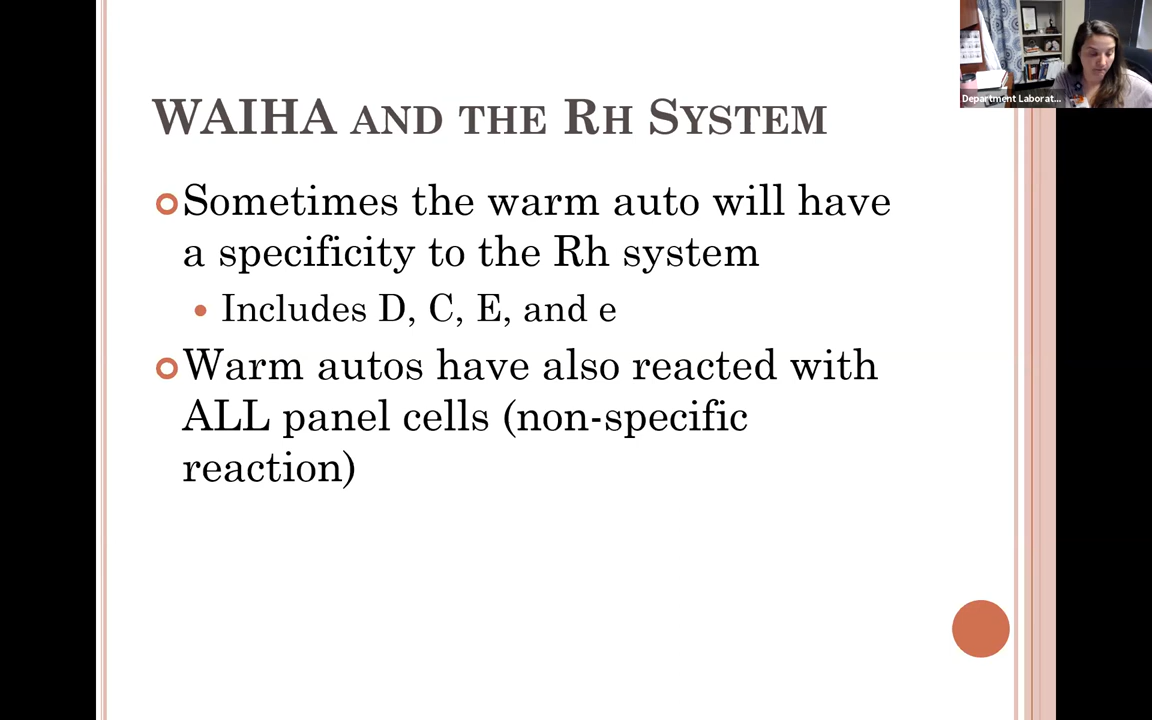 WAIHA AND THE RH SYSTEM
Sometimes the warm auto will have
a specificity to the Rh system
Includes D, C, E, and e
Warm autos have also reacted with
ALL panel cells (non-specific
reaction)
Department Laborat...